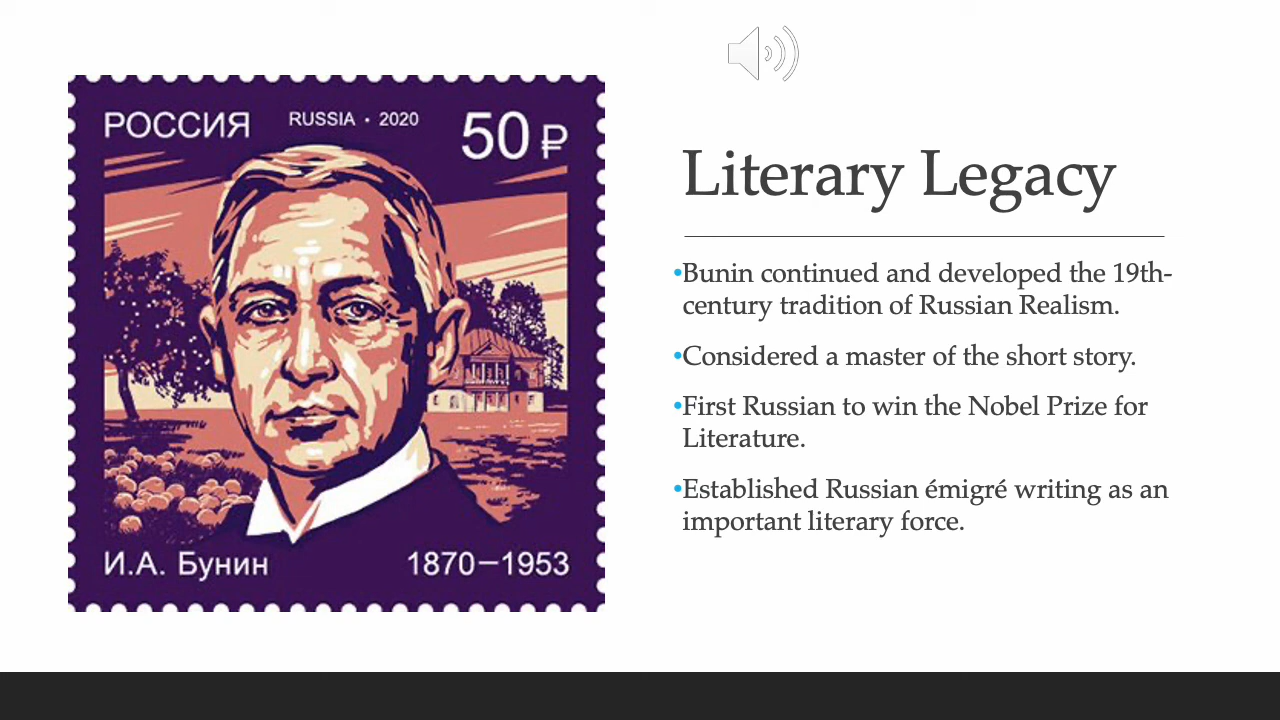 РОССИЯ RUSSIA • 2020 50 ₽
И.А. Бунин 1870–1953
Literary Legacy
•Bunin continued and developed the 19th-
century tradition of Russian Realism.
•Considered a master of the short story.
•First Russian to win the Nobel Prize for
Literature.
•Established Russian émigré writing as an
important literary force.